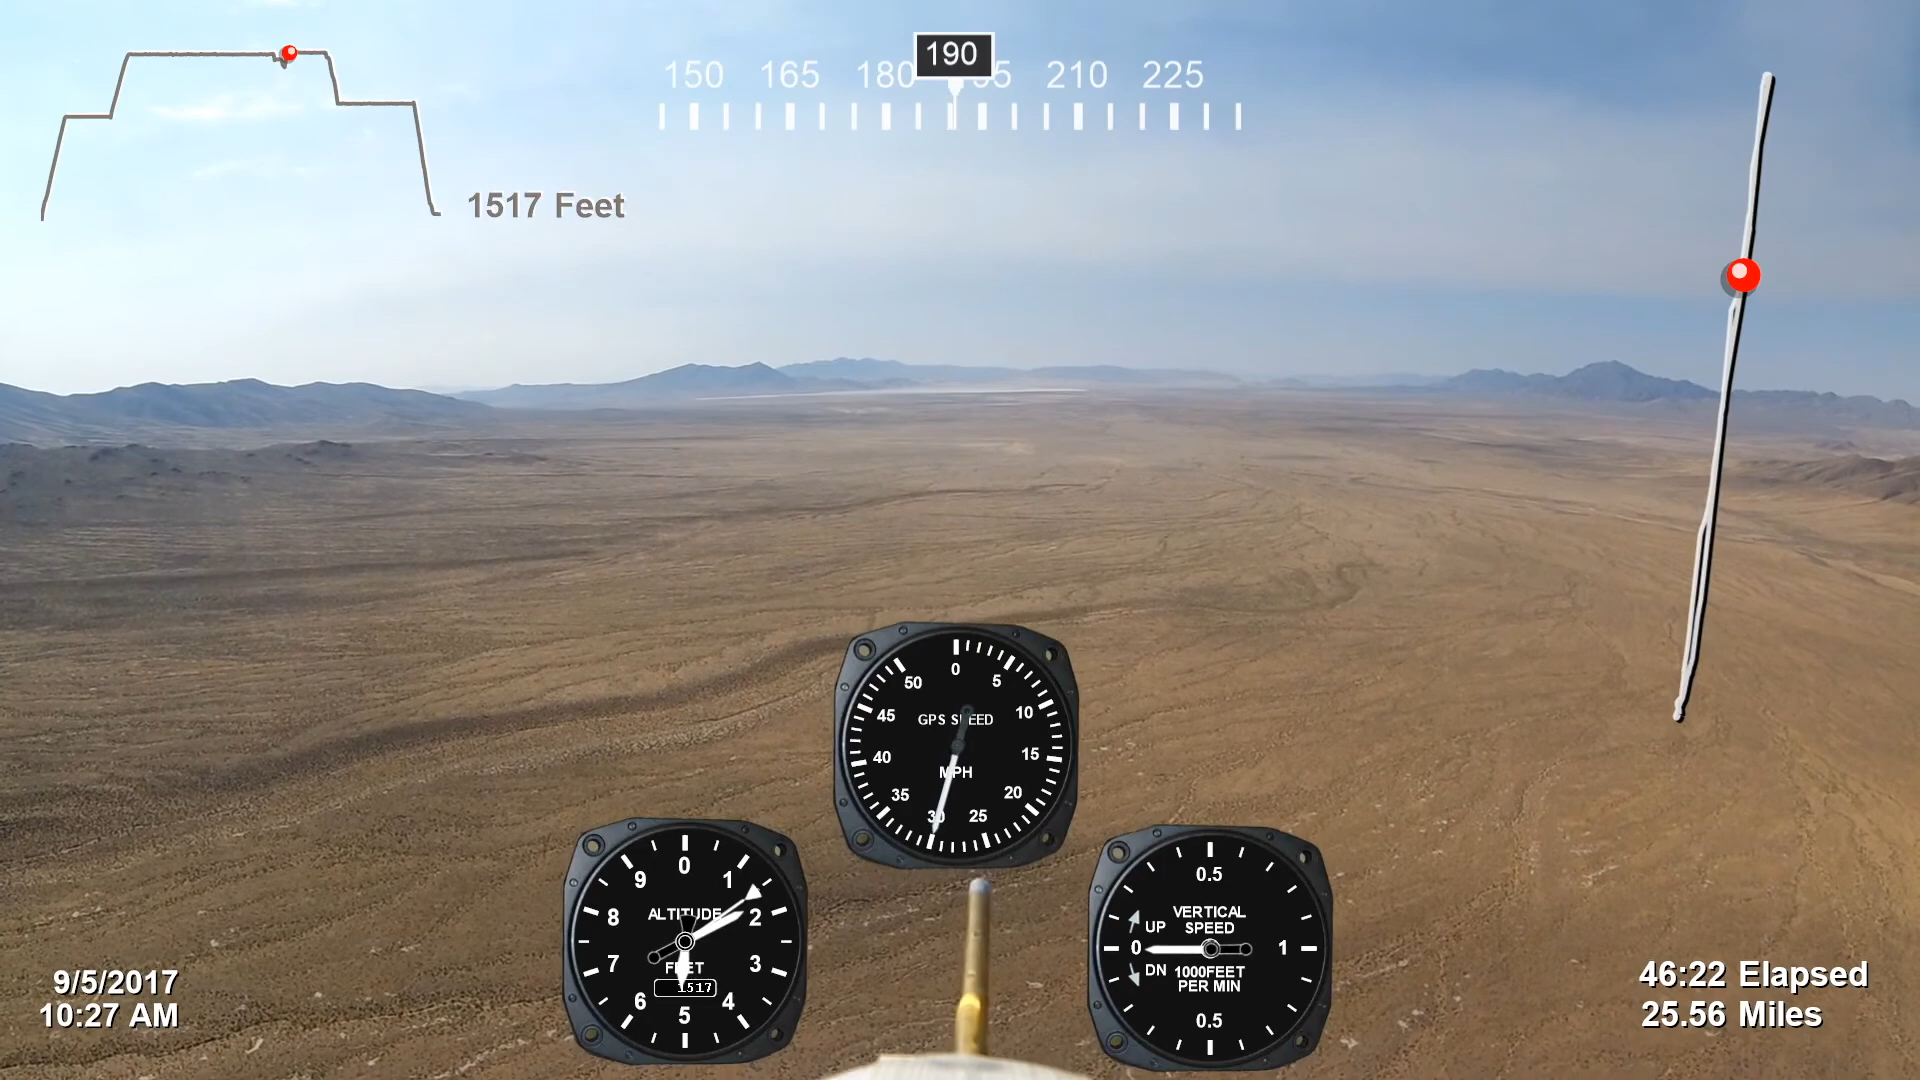 190
150 165 180 210 225
1517 Feet
0
5
10
15
20
25
30
35
40
45
50
GPS SPEED
MPH
0
1
2
3
4
5
6
7
8
9
ALTITUDE
FEET
1517
0.5
VERTICAL
SPEED
UP
0
1
DN
1000FEET
PER MIN
0.5
9/5/2017
10:27 AM
46:22 Elapsed
25.56 Miles